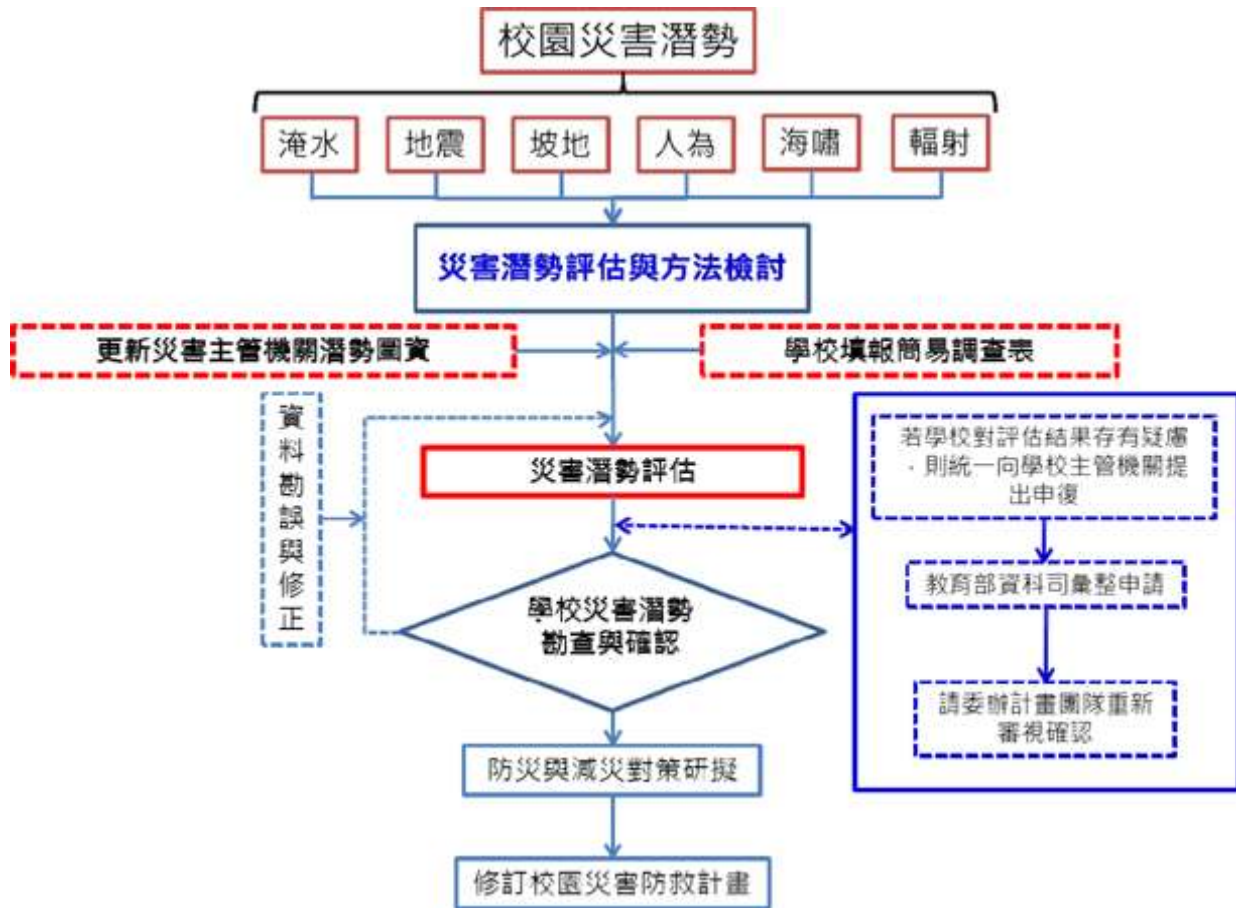 校園災害潛勢
淹水
地震
坡地
人為
海嘯
輻射
災害潛勢評估與方法檢討
更新災害主管機關潛勢圖資
學校填報簡易調查表
資料勘誤與修正
災害潛勢評估
若學校對評估結果存有疑慮
，則統一向學校主管機關提
出申復
學校災害潛勢
勘查與確認
教育部資科司彙整申請
請委辦計畫團隊重新
審視確認
防災與減災對策研擬
修訂校園災害防救計畫